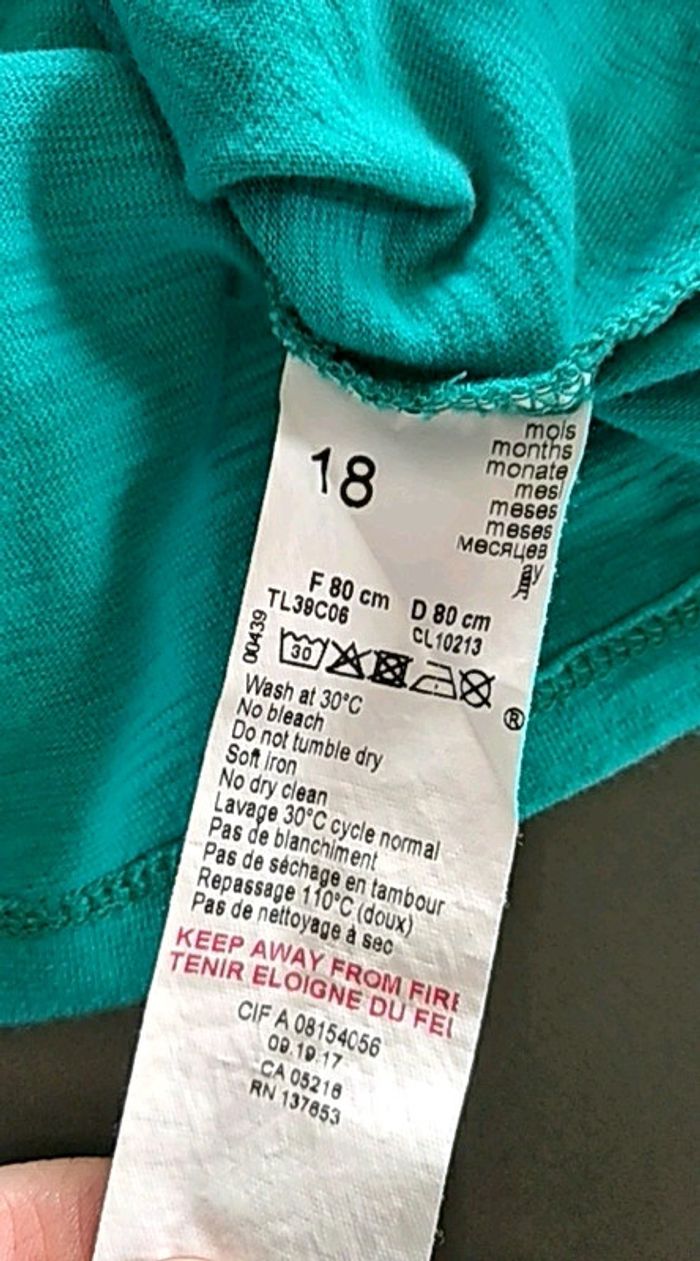 18
mois
months
monate
mesi
meses
meses
месяцев
ay
F 80 cm D 80 cm
TL39C06 CL10213
00439
30
®
Wash at 30°C
No bleach
Do not tumble dry
Soft iron
No dry clean
Lavage 30°C cycle normal
Pas de blanchiment
Pas de séchage en tambour
Repassage 110°C (doux)
Pas de nettoyage à sec
KEEP AWAY FROM FIRE
TENIR ELOIGNE DU FEU
CIF A 08154056
09.19.17
CA 05216
RN 137653